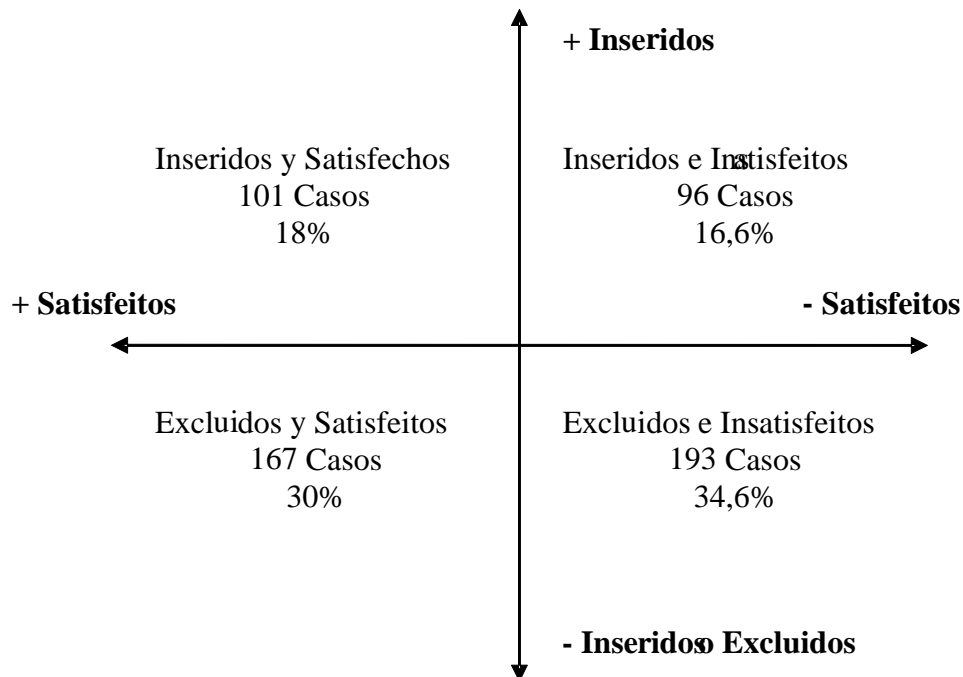 + Inseridos
Inseridos y Satisfechos
101 Casos
18%
Inseridos e Insatisfeitos
96 Casos
16,6%
+ Satisfeitos
- Satisfeitos
Excluidos y Satisfeitos
167 Casos
30%
Excluidos e Insatisfeitos
193 Casos
34,6%
- Inseridos o Excluidos